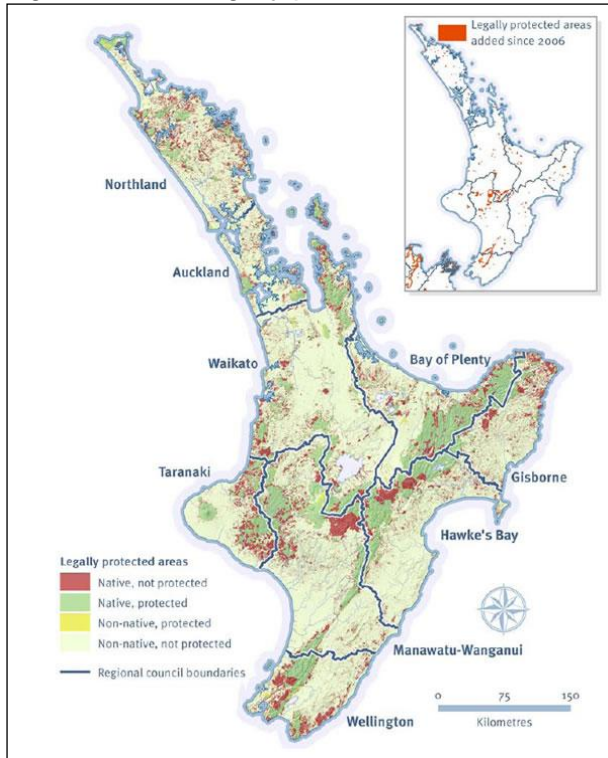 Legally protected areas
added since 2006
Northland
Auckland
Waikato
Bay of Plenty
Taranaki
Gisborne
Hawke's Bay
Legally protected areas
Native, not protected
Native, protected
Non-native, protected
Non-native, not protected
Regional council boundaries
Manawatu-Wanganui
0 75 150
Kilometres
Wellington